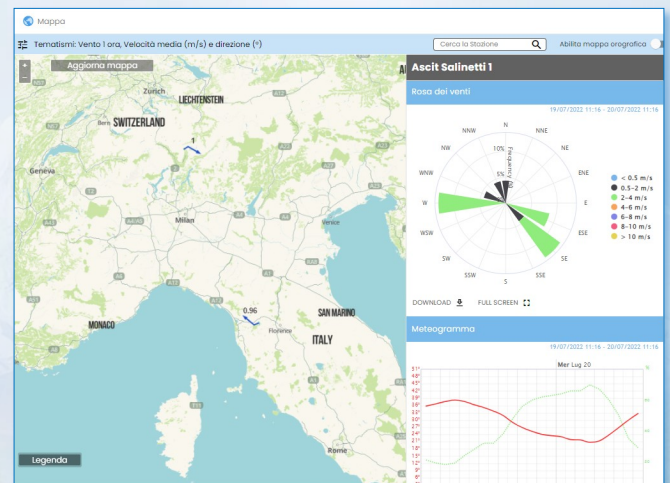 Mappa
Tematismi: Vento 1 ora, Velocità media (m/s) e direzione (°)
Cerca la Stazione
Abilita mappa orografica
+
−
Aggiorna mappa
Zurich
LIECHTENSTEIN
Bern
SWITZERLAND
1
Geneva
Milan
Venice
0.96
SAN MARINO
Florence
MONACO
ITALY
Rome
Legenda
Ascit Salinetti 1
Rosa dei venti
19/07/2022 11:16 - 20/07/2022 11:16
N
NNW
NNE
NW
NE
10%
Frequency
WNW
ENE
5%
W
E
WSW
ESE
SW
SE
SSW
SSE
S
< 0.5 m/s
0.5–2 m/s
2–4 m/s
4–6 m/s
6–8 m/s
8–10 m/s
> 10 m/s
DOWNLOAD
FULL SCREEN
Meteogramma
19/07/2022 11:16 - 20/07/2022 11:16
Mer Lug 20